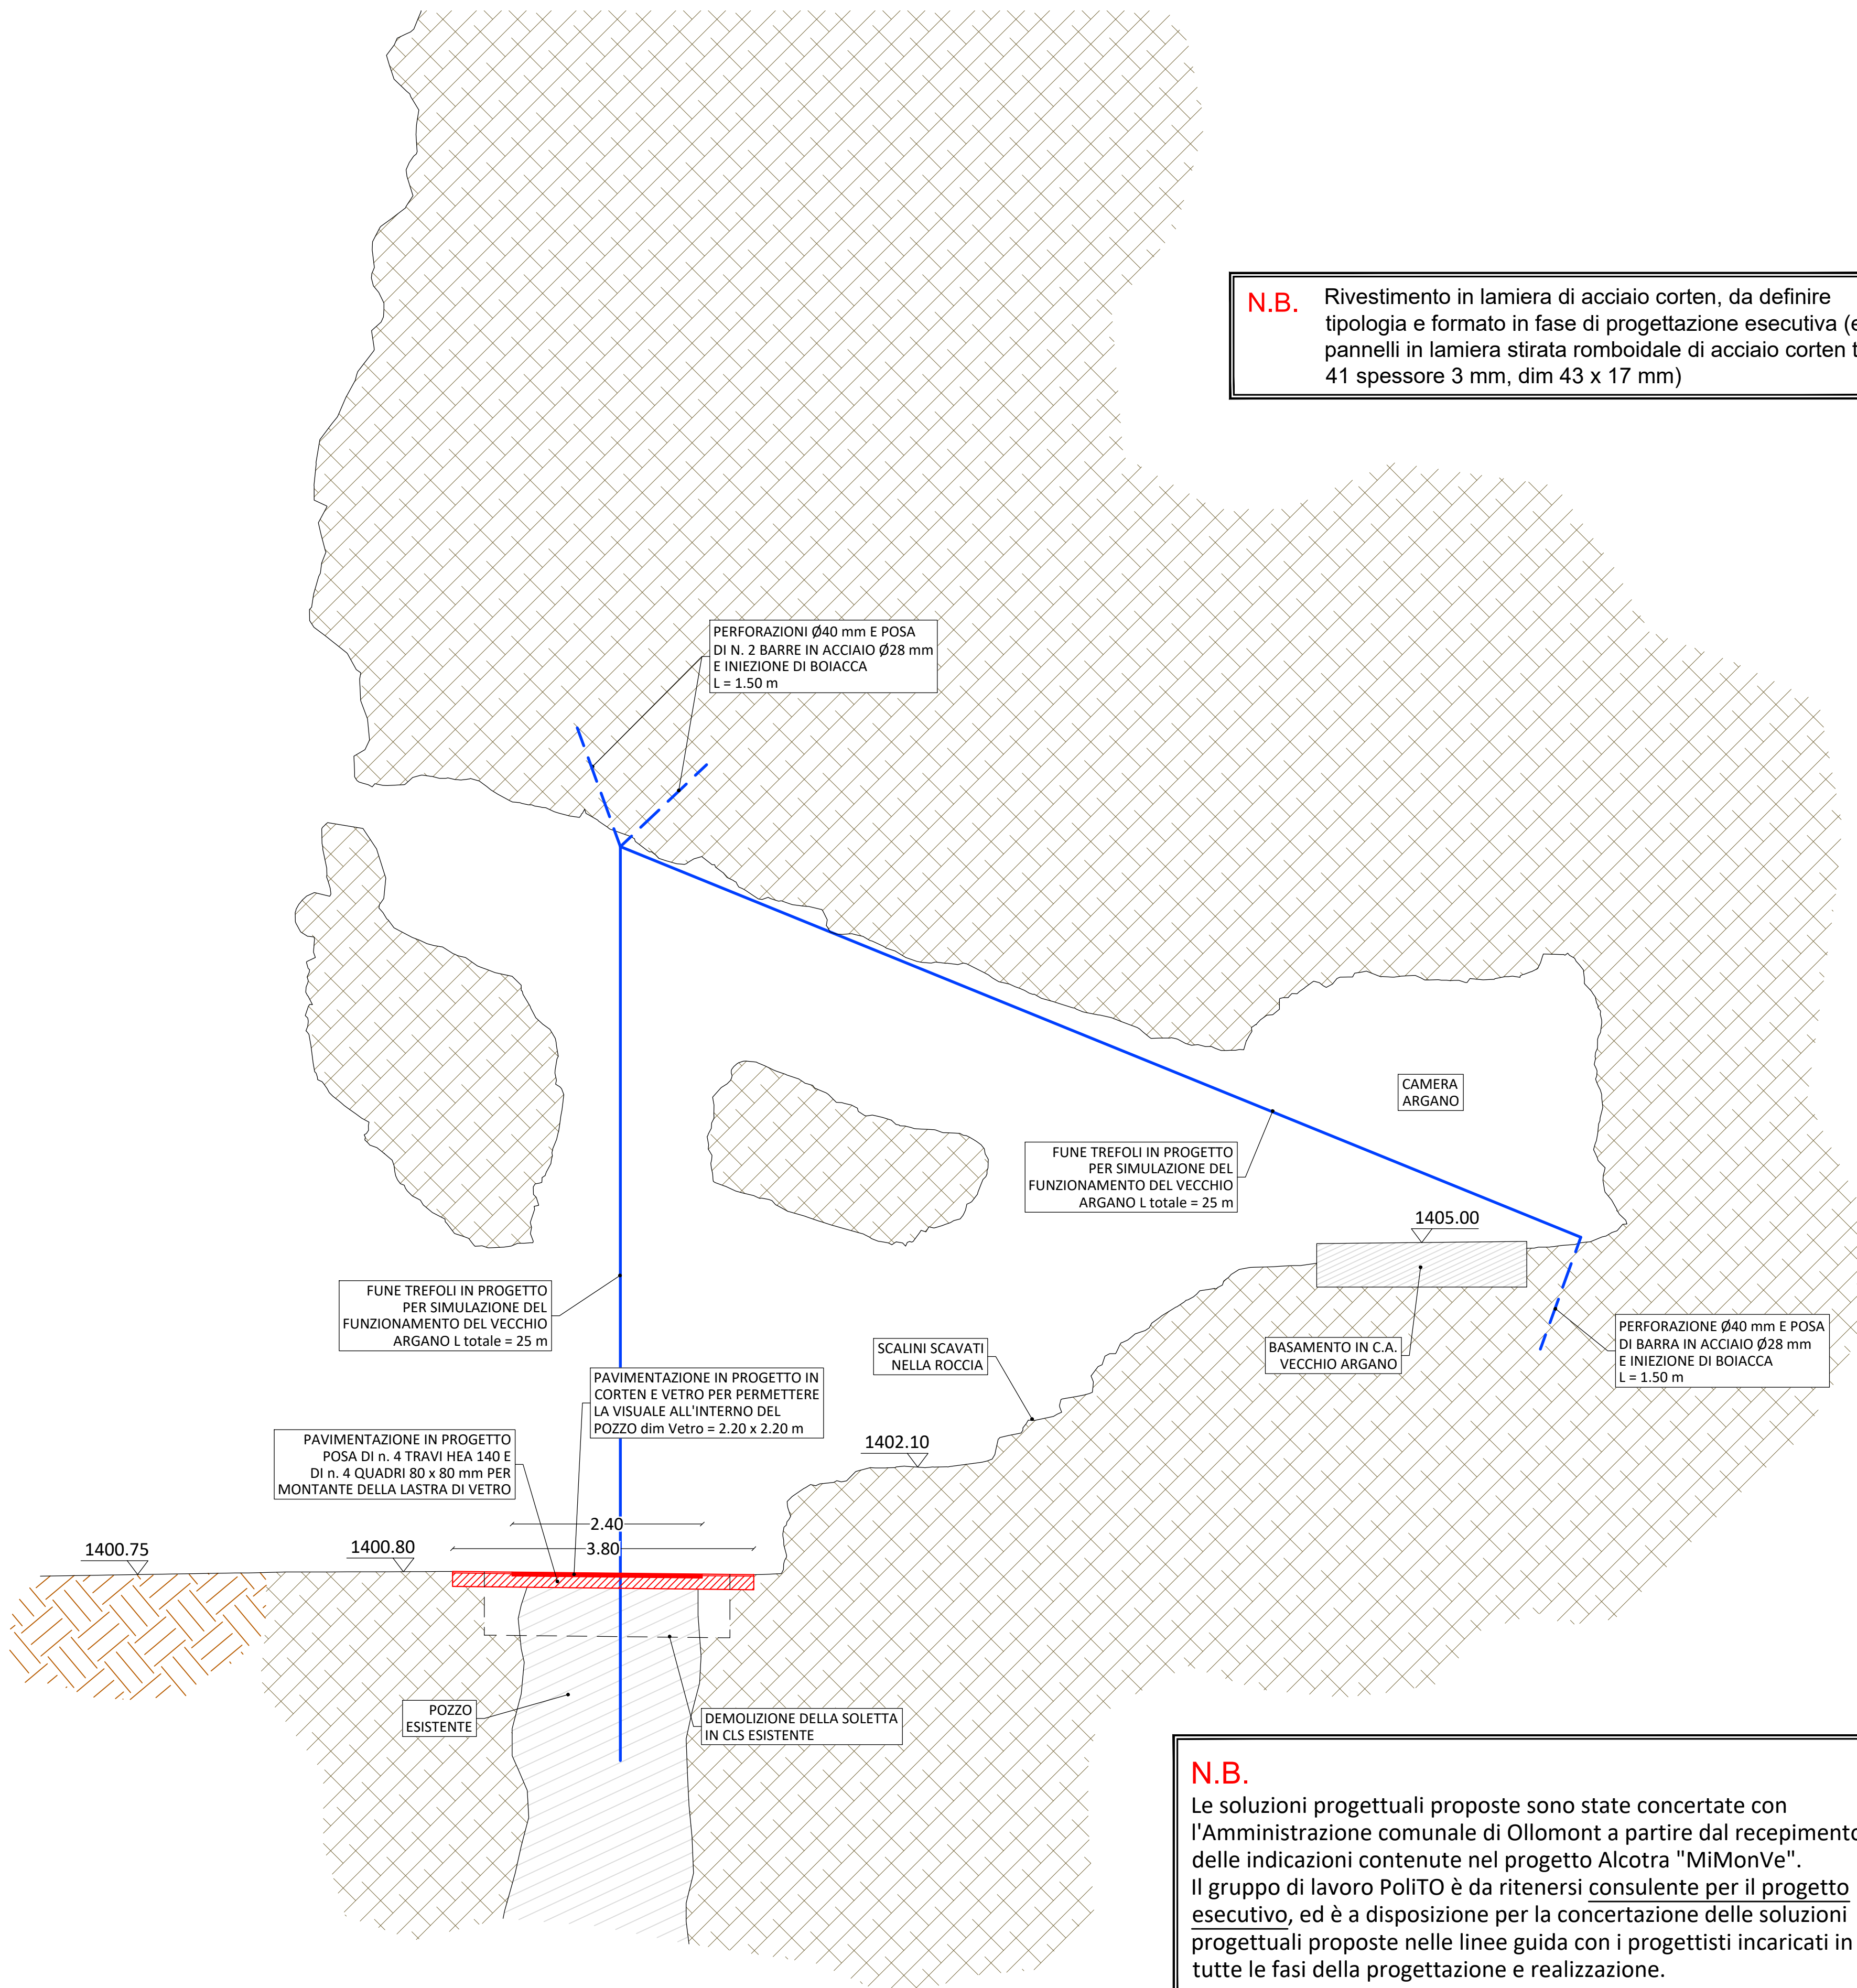 N.B. Rivestimento in lamiera di acciaio corten, da definire
tipologia e formato in fase di progettazione esecutiva (e
pannelli in lamiera stirata romboidale di acciaio corten t
41 spessore 3 mm, dim 43 x 17 mm)
PERFORAZIONI Ø40 mm E POSA
DI N. 2 BARRE IN ACCIAIO Ø28 mm
E INIEZIONE DI BOIACCA
L = 1.50 m
CAMERA
ARGANO
FUNE TREFOLI IN PROGETTO
PER SIMULAZIONE DEL
FUNZIONAMENTO DEL VECCHIO
ARGANO L totale = 25 m
1405.00
FUNE TREFOLI IN PROGETTO
PER SIMULAZIONE DEL
FUNZIONAMENTO DEL VECCHIO
ARGANO L totale = 25 m
SCALINI SCAVATI
NELLA ROCCIA
BASAMENTO IN C.A.
VECCHIO ARGANO
PERFORAZIONE Ø40 mm E POSA
DI BARRA IN ACCIAIO Ø28 mm
E INIEZIONE DI BOIACCA
L = 1.50 m
PAVIMENTAZIONE IN PROGETTO IN
CORTEN E VETRO PER PERMETTERE
LA VISUALE ALL'INTERNO DEL
POZZO dim Vetro = 2.20 x 2.20 m
PAVIMENTAZIONE IN PROGETTO
POSA DI n. 4 TRAVI HEA 140 E
DI n. 4 QUADRI 80 x 80 mm PER
MONTANTE DELLA LASTRA DI VETRO
1402.10
2.40
3.80
1400.75
1400.80
POZZO
ESISTENTE
DEMOLIZIONE DELLA SOLETTA
IN CLS ESISTENTE
N.B.
Le soluzioni progettuali proposte sono state concertate con
l'Amministrazione comunale di Ollomont a partire dal recepimento
delle indicazioni contenute nel progetto Alcotra "MiMonVe".
Il gruppo di lavoro PoliTO è da ritenersi consulente per il progetto
esecutivo, ed è a disposizione per la concertazione delle soluzioni
progettuali proposte nelle linee guida con i progettisti incaricati in
tutte le fasi della progettazione e realizzazione.